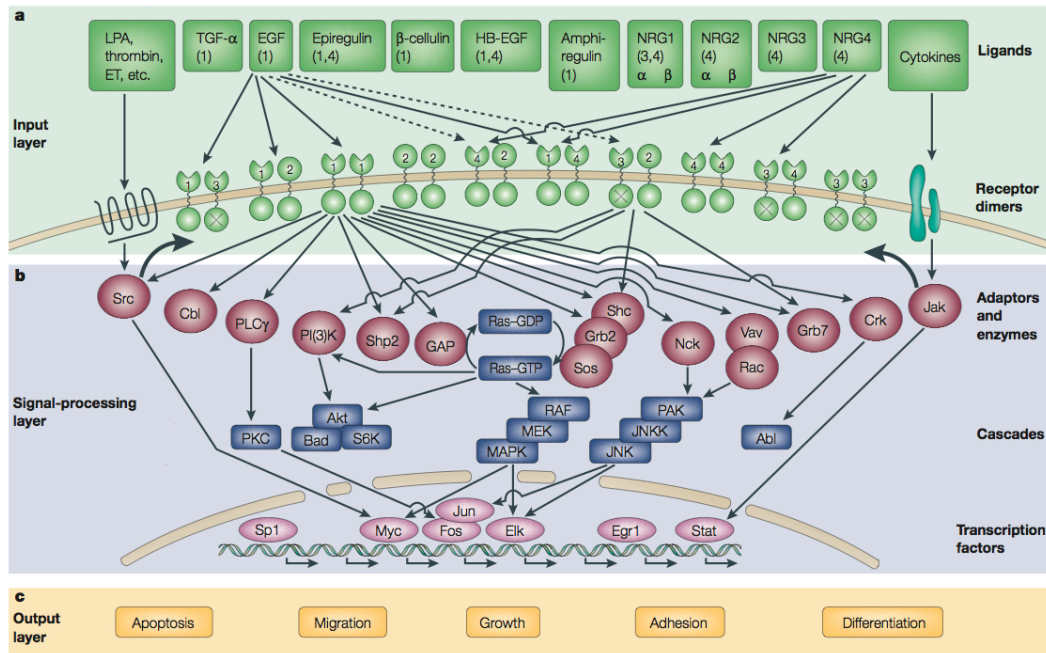 a
LPA,
thrombin,
ET, etc.
TGF-α
(1)
EGF
(1)
Epiregulin
(1,4)
β-cellulin
(1)
HB-EGF
(1,4)
Amphi-
regulin
(1)
NRG1
(3,4)
α β
NRG2
(4)
α β
NRG3
(4)
NRG4
(4)
Cytokines
Ligands
Input
layer
1 3
1 2
1 1
2 2
4 2
1 4
3 2
4 4
3 4
3 3
Receptor
dimers
b
Src
Cbl
PLCγ
PI(3)K
Shp2
GAP
Ras–GDP
Ras–GTP
Shc
Grb2
Sos
Nck
Vav
Rac
Grb7
Crk
Jak
Adaptors
and
enzymes
Signal-processing
layer
PKC
Akt
Bad
S6K
RAF
MEK
MAPK
PAK
JNKK
JNK
Abl
Cascades
Sp1
Myc
Jun
Fos
Elk
Egr1
Stat
Transcription
factors
c
Output
layer
Apoptosis
Migration
Growth
Adhesion
Differentiation